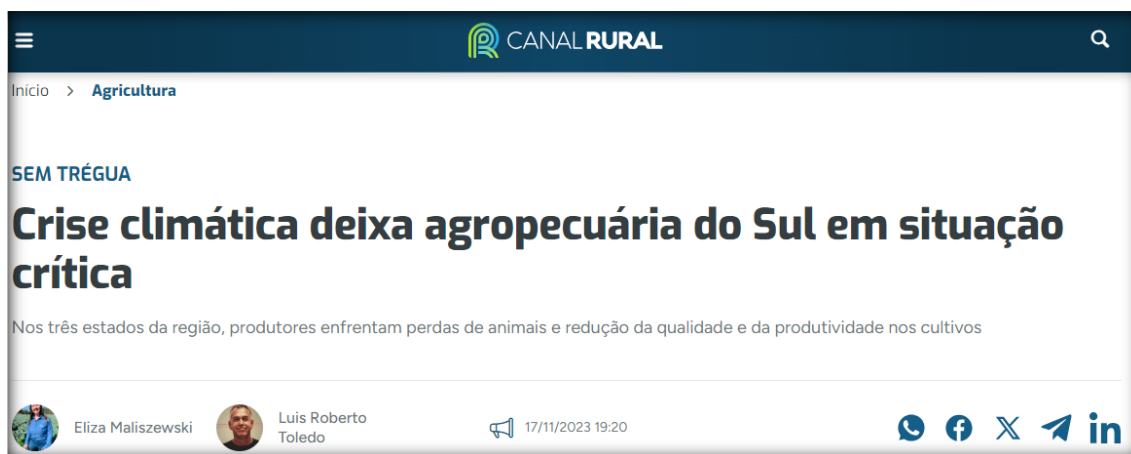 CANAL RURAL
Início > Agricultura
SEM TRÉGUA
Crise climática deixa agropecuária do Sul em situação
crítica
Nos três estados da região, produtores enfrentam perdas de animais e redução da qualidade e da produtividade nos cultivos
Eliza Maliszewski
Luis Roberto
Toledo
17/11/2023 19:20